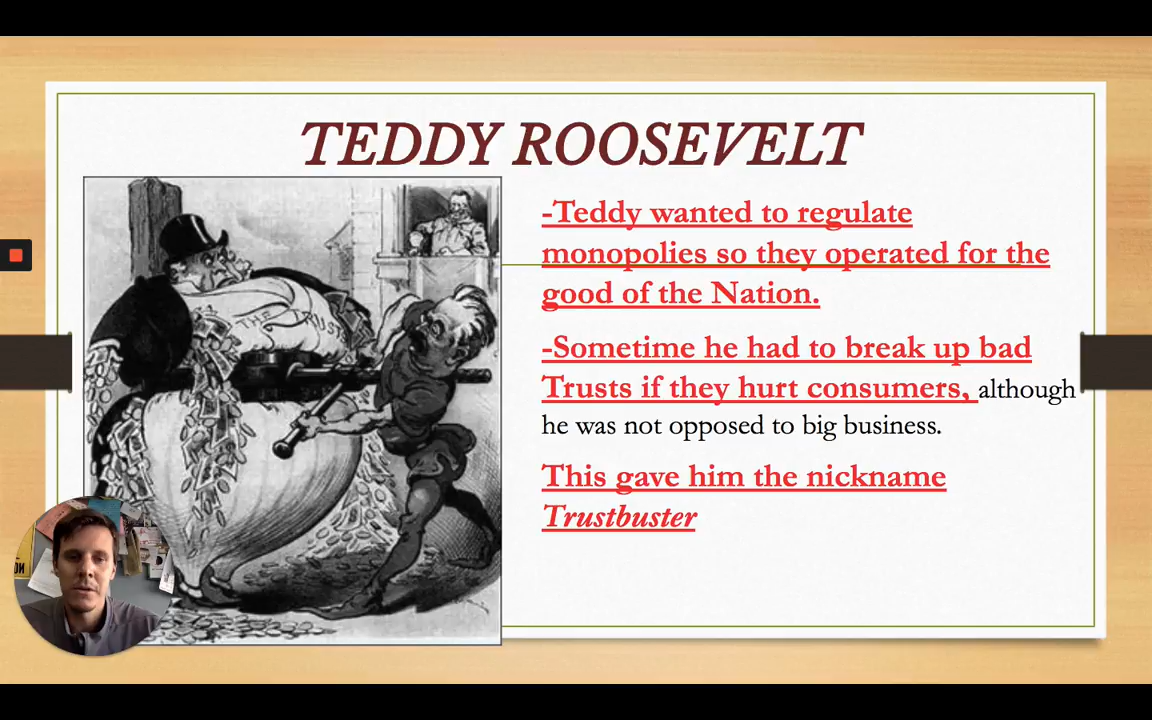 TEDDY ROOSEVELT
THE TRUST
-Teddy wanted to regulate
monopolies so they operated for the
good of the Nation.
-Sometime he had to break up bad
Trusts if they hurt consumers, although
he was not opposed to big business.
This gave him the nickname
Trustbuster